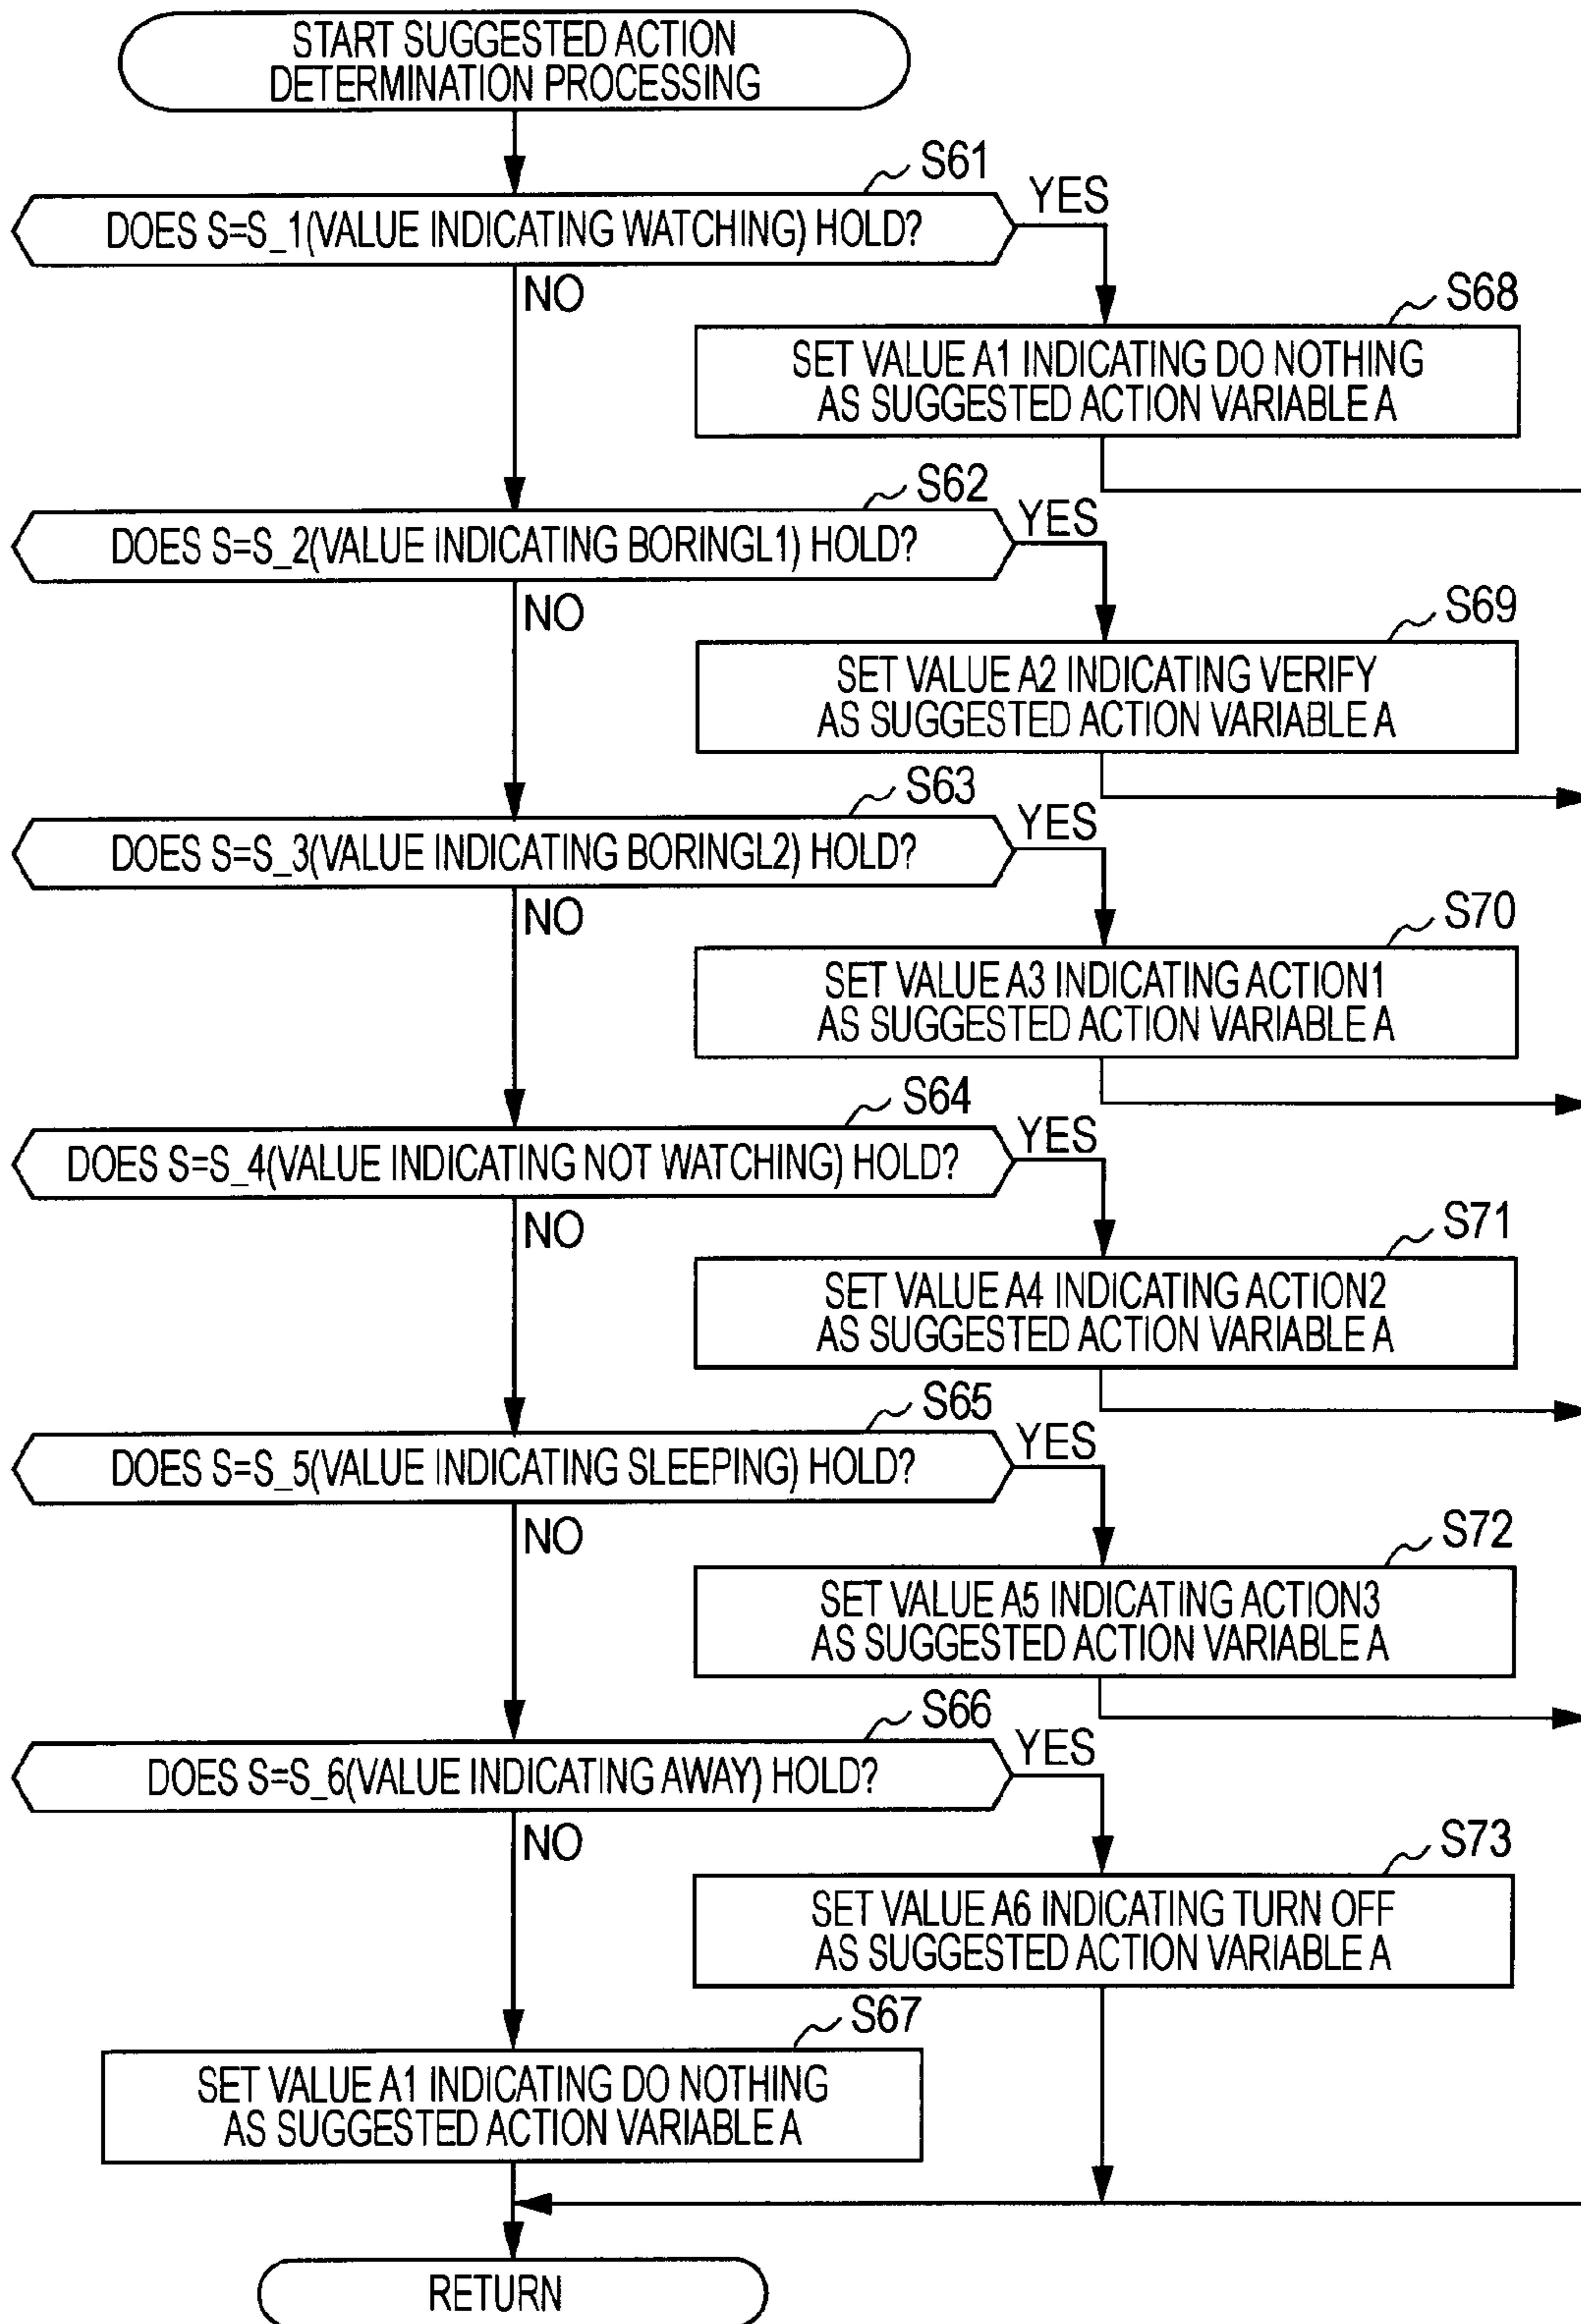 START SUGGESTED ACTION
DETERMINATION PROCESSING
S61
DOES S=S_1(VALUE INDICATING WATCHING) HOLD?
YES
NO
S68
SET VALUE A1 INDICATING DO NOTHING
AS SUGGESTED ACTION VARIABLE A
S62
DOES S=S_2(VALUE INDICATING BORINGL1) HOLD?
YES
NO
S69
SET VALUE A2 INDICATING VERIFY
AS SUGGESTED ACTION VARIABLE A
S63
DOES S=S_3(VALUE INDICATING BORINGL2) HOLD?
YES
NO
S70
SET VALUE A3 INDICATING ACTION1
AS SUGGESTED ACTION VARIABLE A
S64
DOES S=S_4(VALUE INDICATING NOT WATCHING) HOLD?
YES
NO
S71
SET VALUE A4 INDICATING ACTION2
AS SUGGESTED ACTION VARIABLE A
S65
DOES S=S_5(VALUE INDICATING SLEEPING) HOLD?
YES
NO
S72
SET VALUE A5 INDICATING ACTION3
AS SUGGESTED ACTION VARIABLE A
S66
DOES S=S_6(VALUE INDICATING AWAY) HOLD?
YES
NO
S73
SET VALUE A6 INDICATING TURN OFF
AS SUGGESTED ACTION VARIABLE A
S67
SET VALUE A1 INDICATING DO NOTHING
AS SUGGESTED ACTION VARIABLE A
RETURN